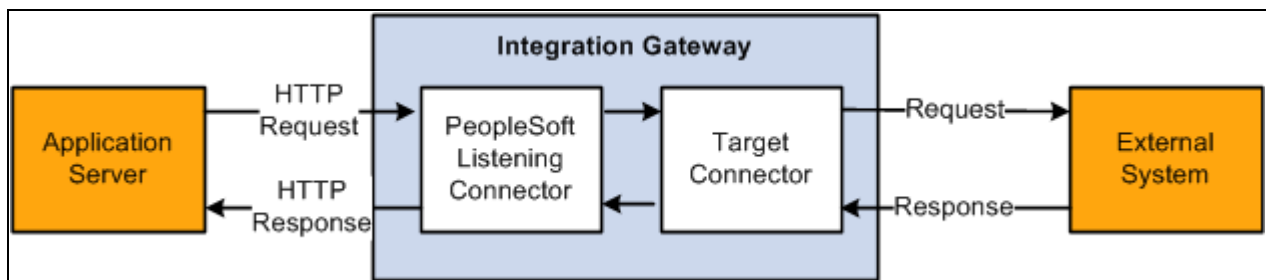 Integration Gateway
Application
Server
HTTP
Request
HTTP
Response
PeopleSoft
Listening
Connector
Target
Connector
Request
Response
External
System